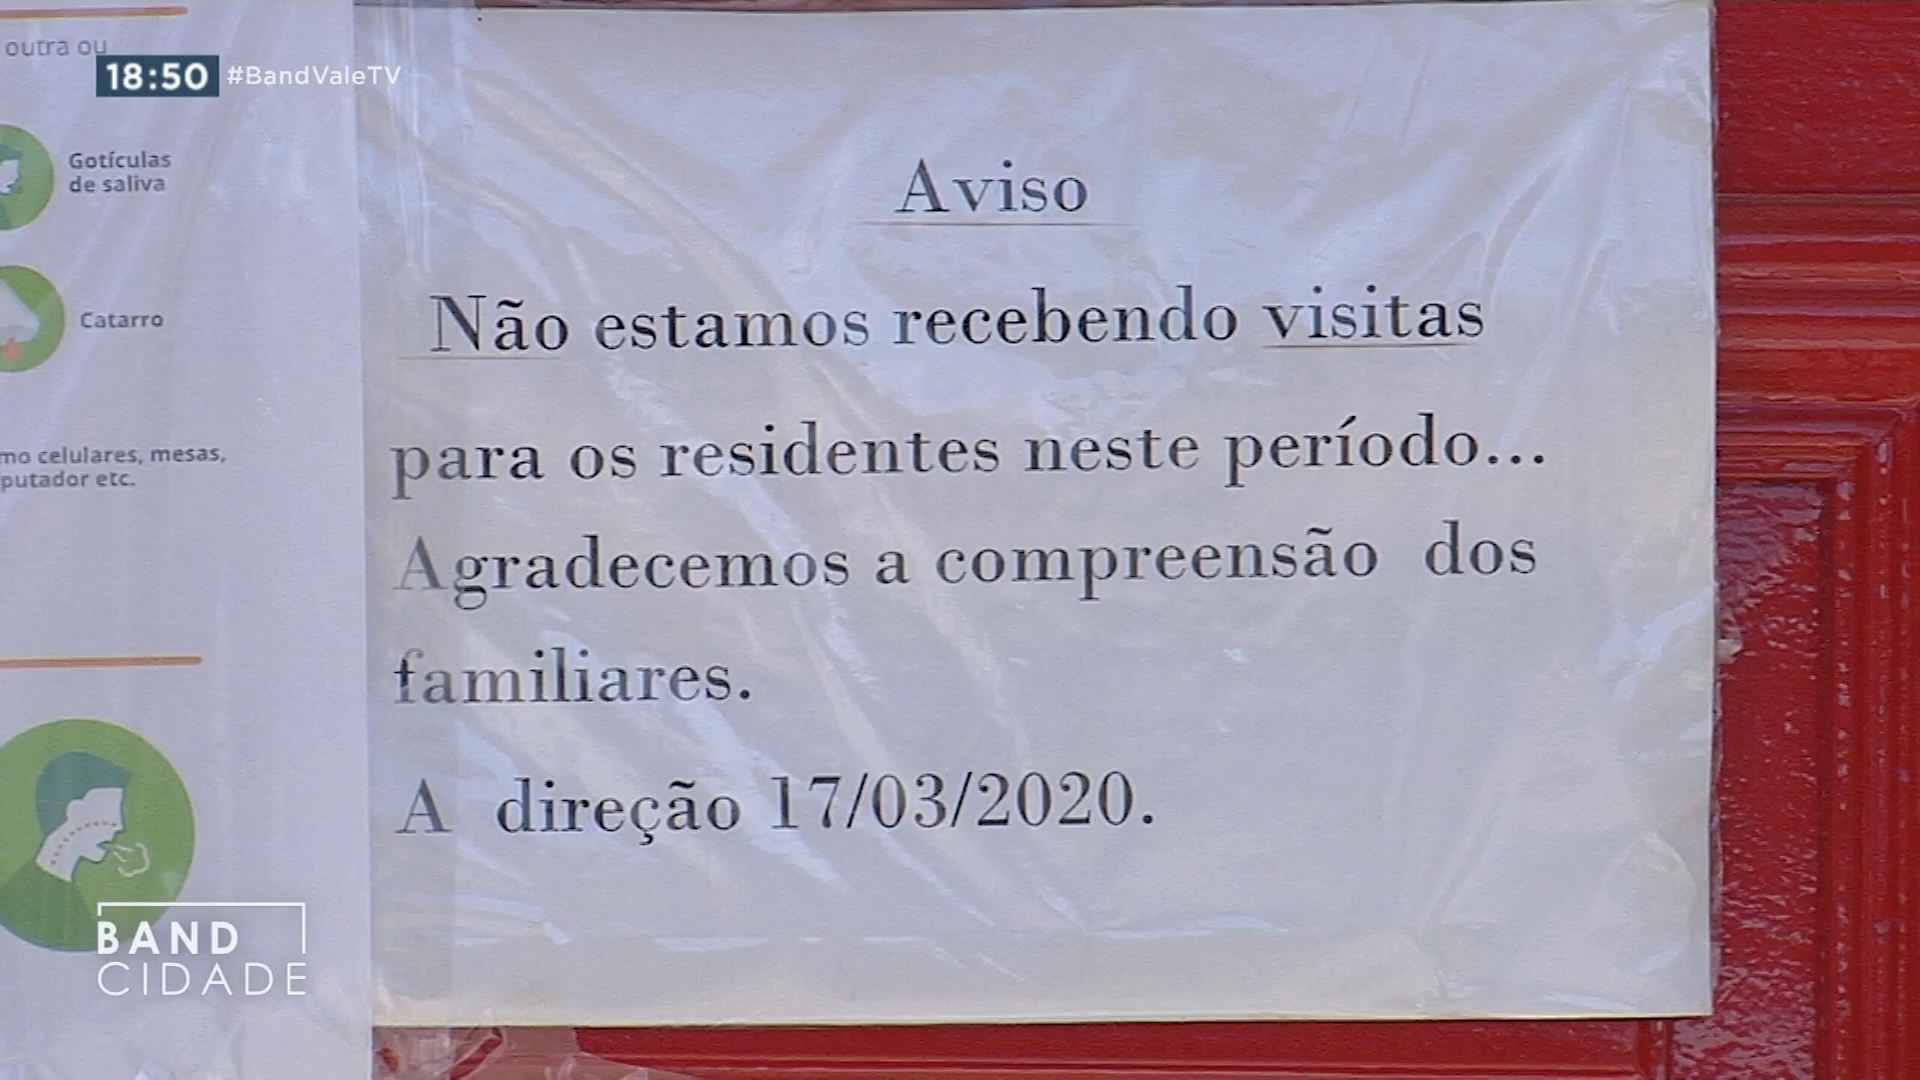 outra ou
18:50 #BandValeTV
Gotículas
de saliva
Catarro
mo celulares, mesas,
putador etc.
Aviso
Não estamos recebendo visitas
para os residentes neste período...
Agradecemos a compreensão dos
familiares.
A direção 17/03/2020.
BAND
CIDADE